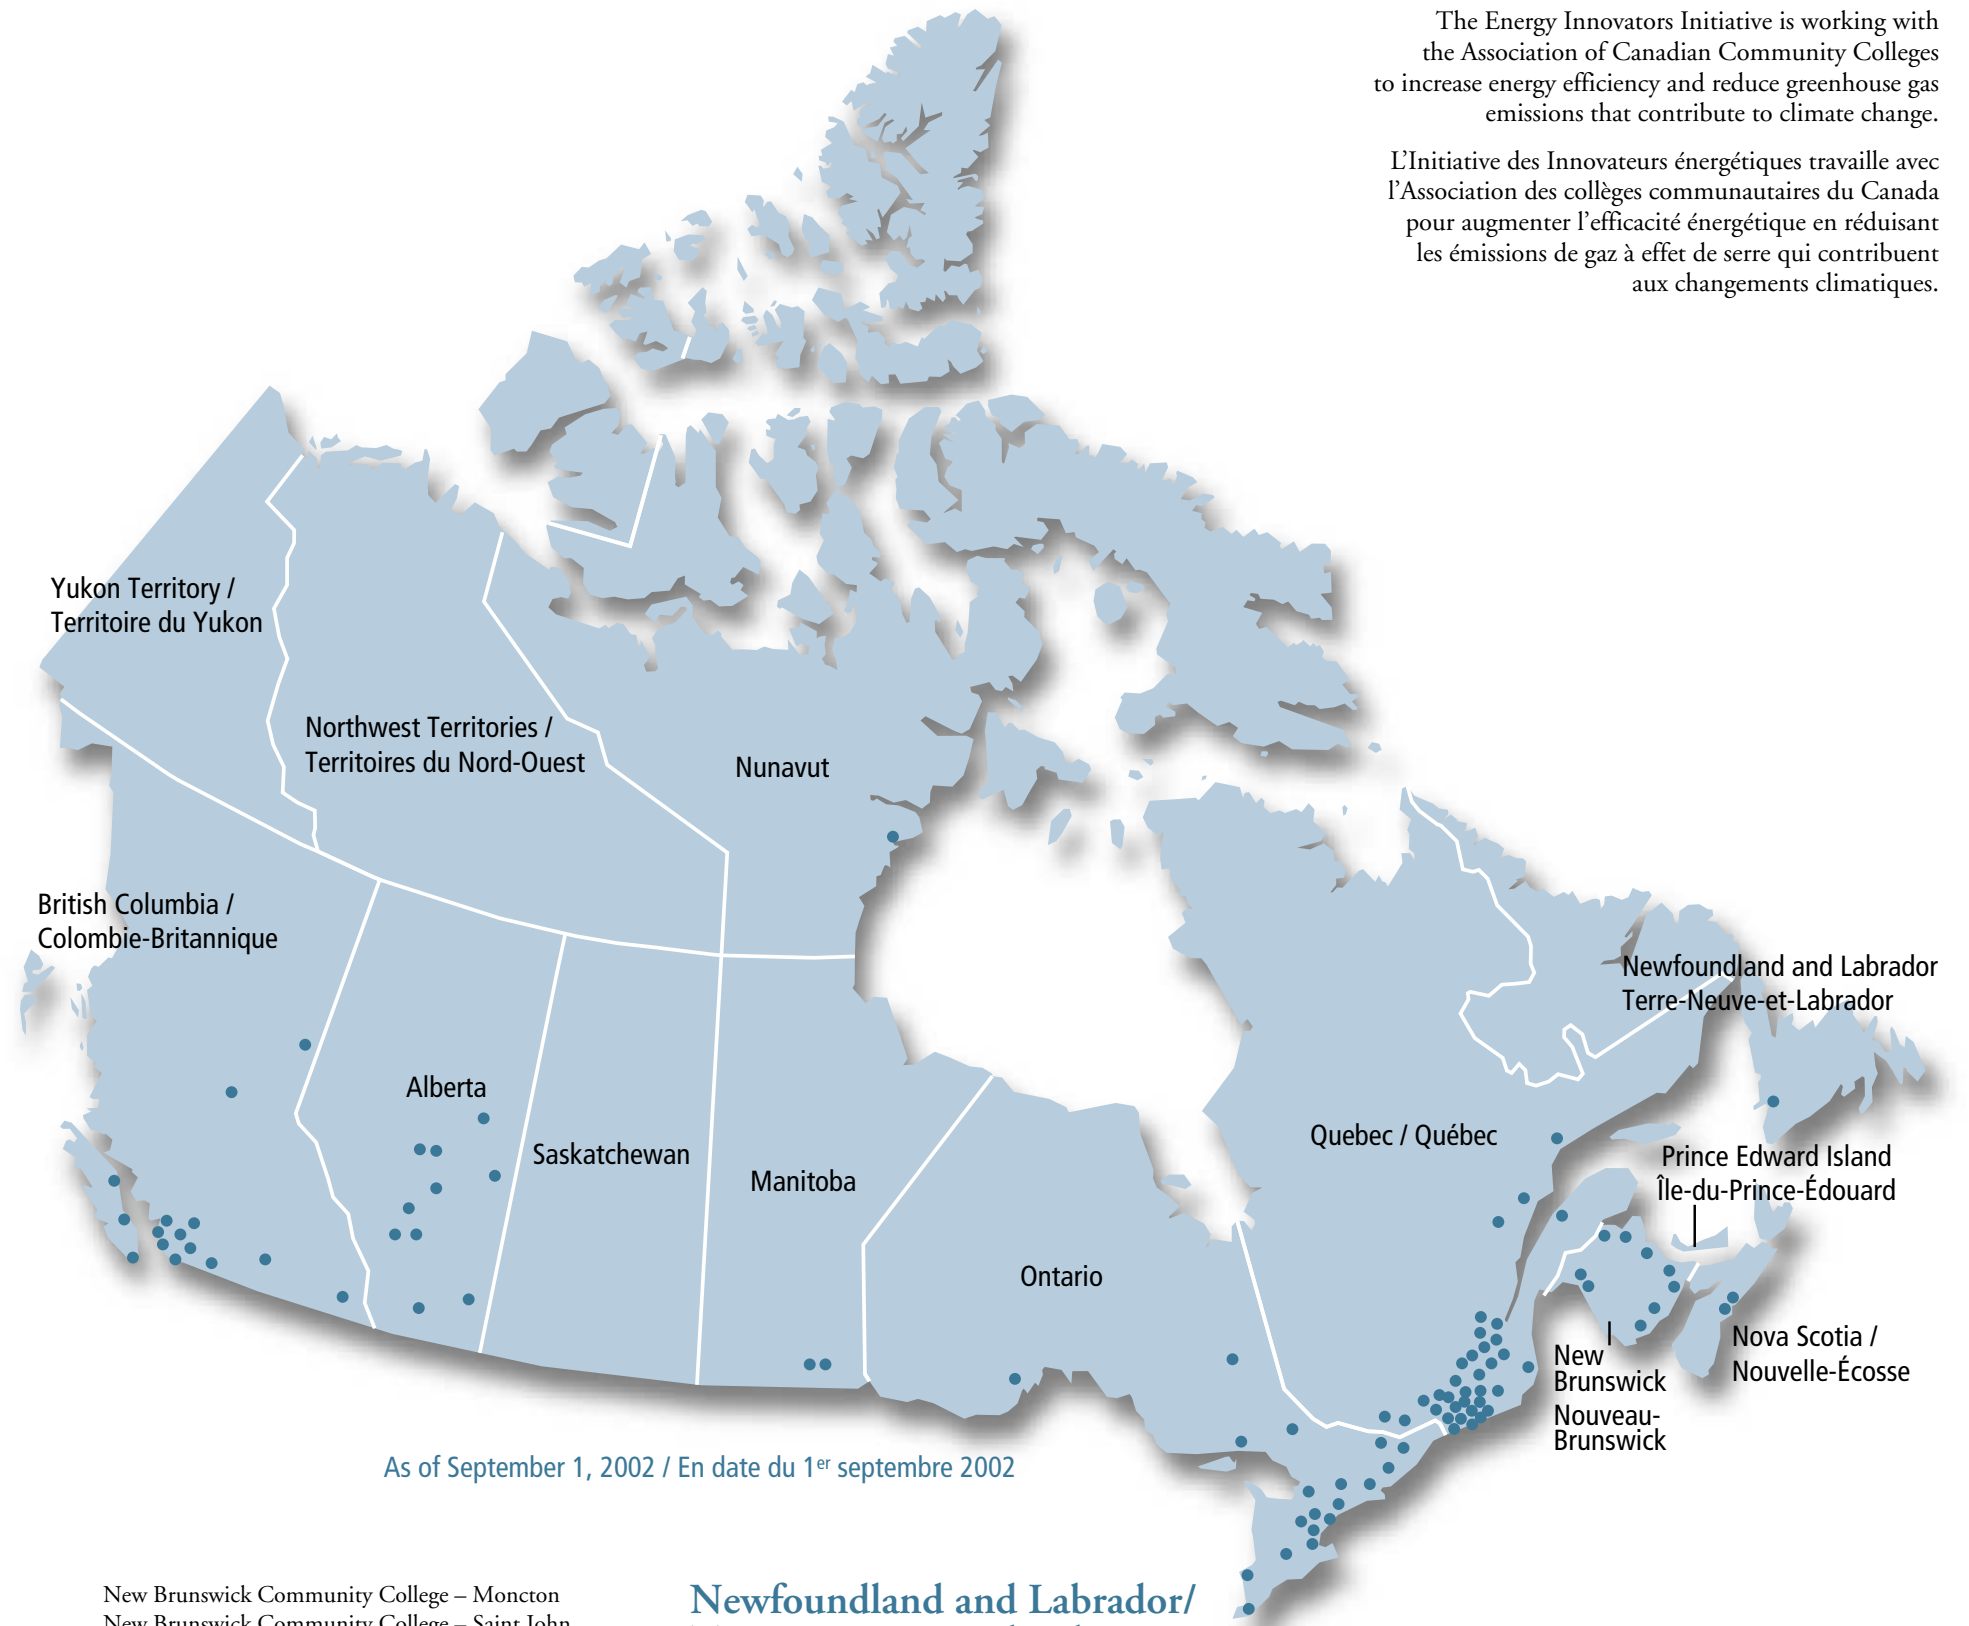 The Energy Innovators Initiative is working with
the Association of Canadian Community Colleges
to increase energy efficiency and reduce greenhouse gas
emissions that contribute to climate change.
L'Initiative des Innovateurs énergétiques travaille avec
l'Association des collèges communautaires du Canada
pour augmenter l'efficacité énergétique en réduisant
les émissions de gaz à effet de serre qui contribuent
aux changements climatiques.
Yukon Territory /
Territoire du Yukon
Northwest Territories /
Territoires du Nord-Ouest
Nunavut
British Columbia /
Colombie-Britannique
Newfoundland and Labrador
Terre-Neuve-et-Labrador
Alberta
Saskatchewan
Manitoba
Quebec / Québec
Prince Edward Island
Île-du-Prince-Édouard
Ontario
Nova Scotia /
Nouvelle-Écosse
New
Brunswick
Nouveau-
Brunswick
As of September 1, 2002 / En date du 1er septembre 2002
New Brunswick Community College – Moncton
New Brunswick Community College – Saint John
Newfoundland and Labrador/